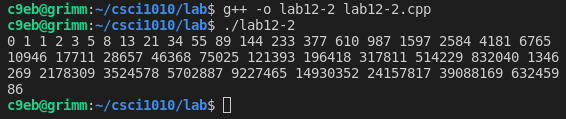 c9eb@grimm:~/csci1010/lab$ g++ -o lab12-2 lab12-2.cpp
c9eb@grimm:~/csci1010/lab$ ./lab12-2
0 1 1 2 3 5 8 13 21 34 55 89 144 233 377 610 987 1597 2584 4181 6765
10946 17711 28657 46368 75025 121393 196418 317811 514229 832040 1346
269 2178309 3524578 5702887 9227465 14930352 24157817 39088169 632459
86
c9eb@grimm:~/csci1010/lab$